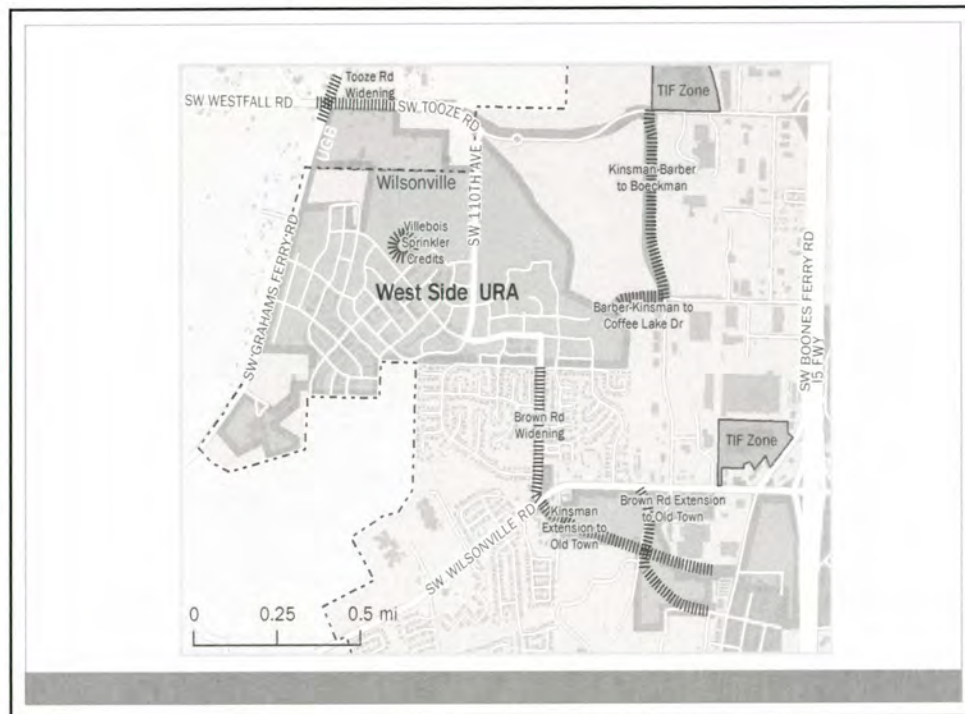 Tooze Rd
Widening
TIF Zone
SW WESTFALL RD
SW TOOZE RD
UGB
Kinsman-Barber
to Boeckman
Wilsonville
SW 110TH AVE
Villebois
Sprinkler
Credits
SW GRAHAMS FERRY RD
West Side URA
Barber-Kinsman to
Coffee Lake Dr
SW BOONES FERRY RD
I5 FWY
Brown Rd
Widening
TIF Zone
Brown Rd Extension
to Old Town
Kinsman
Extension to
Old Town
SW WILSONVILLE RD
0 0.25 0.5 mi